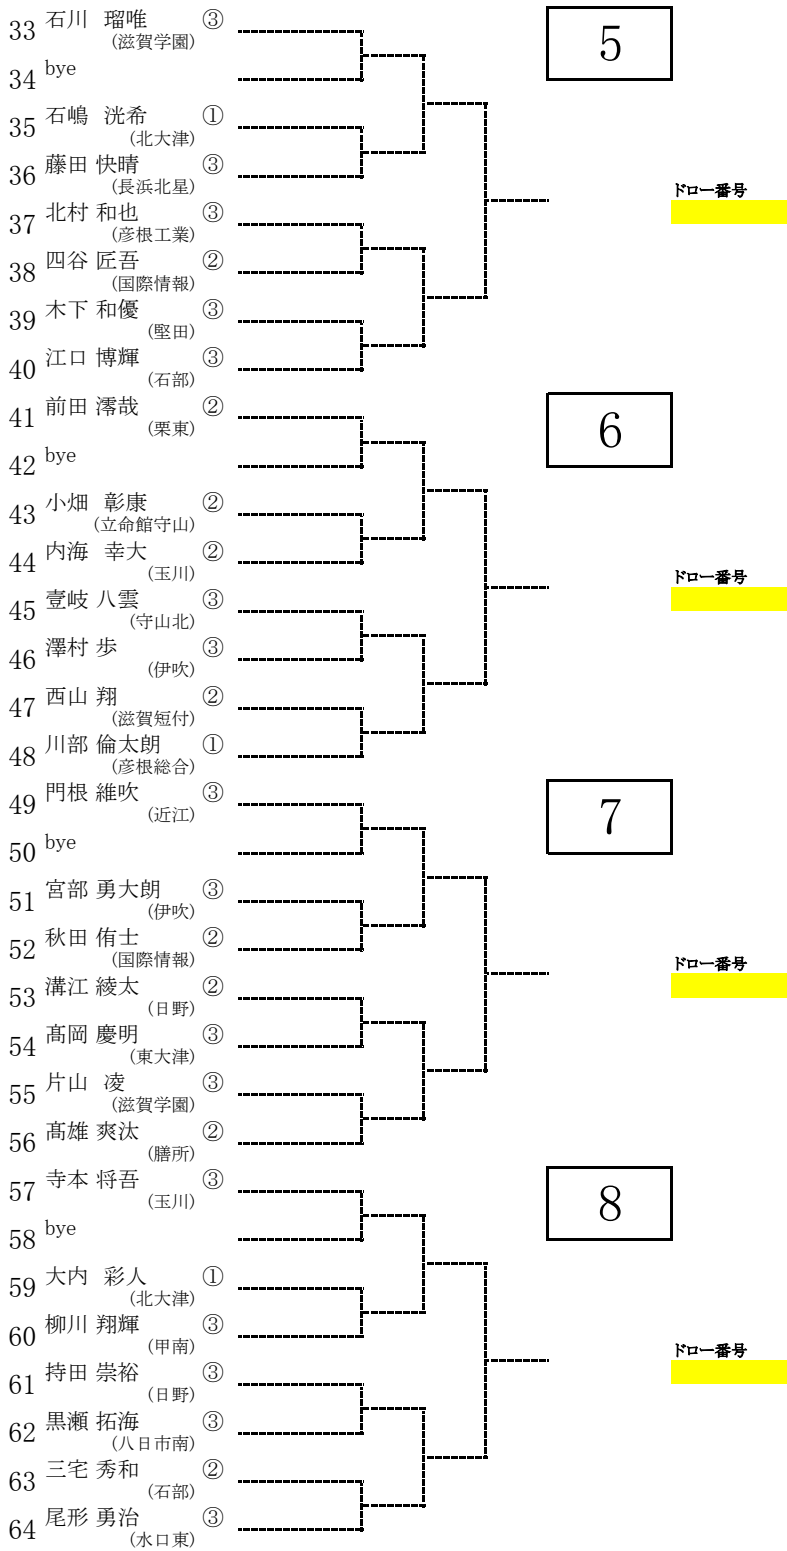 33 石川 瑠唯 ③
(滋賀学園)
34 bye
35 石嶋 洸希 ①
(北大津)
36 藤田 快晴 ③
(長浜北星)
37 北村 和也 ③
(彦根工業)
38 四谷 匠吾 ②
(国際情報)
39 木下 和優 ③
(堅田)
40 江口 博輝 ③
(石部)
5
ドロー番号
41 前田 澪哉 ②
(栗東)
42 bye
43 小畑 彰康 ②
(立命館守山)
44 内海 幸大 ②
(玉川)
45 壹岐 八雲 ③
(守山北)
46 澤村 歩 ③
(伊吹)
47 西山 翔 ②
(滋賀短付)
48 川部 倫太朗 ①
(彦根総合)
6
ドロー番号
49 門根 維吹 ③
(近江)
50 bye
51 宮部 勇大朗 ③
(伊吹)
52 秋田 侑士 ②
(国際情報)
53 溝江 綾太 ②
(日野)
54 髙岡 慶明 ③
(東大津)
55 片山 凌 ③
(滋賀学園)
56 髙雄 爽汰 ②
(膳所)
7
ドロー番号
57 寺本 将吾 ③
(玉川)
58 bye
59 大内 彩人 ①
(北大津)
60 柳川 翔輝 ③
(甲南)
61 持田 崇裕 ③
(日野)
62 黒瀬 拓海 ③
(八日市南)
63 三宅 秀和 ②
(石部)
64 尾形 勇治 ③
(水口東)
8
ドロー番号